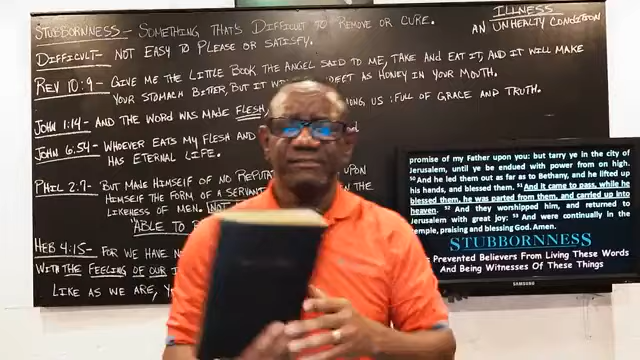 STUBBORNNESS - SOMETHING THAT'S DIFFICULT TO REMOVE OR CURE.
ILLNESS
AN UNHEALTY CONDITION
DIFFICULT - NOT EASY TO PLEASE OR SATISFY.
REV 10:9 - GIVE ME THE LITTLE BOOK THE ANGEL SAID TO ME, TAKE AND EAT IT, AND IT WILL MAKE
YOUR STOMACH BITTER, BUT IT AS HONEY IN YOUR MOUTH.
JOHN 1:14 - AND THE WORD WAS MADE FLESH, US : FULL OF GRACE AND TRUTH.
JOHN 6:54 - WHOEVER EATS MY FLESH AND
HAS ETERNAL LIFE.
PHIL 2:7 - BUT MADE HIMSELF OF NO UPON
HIMSELF THE FORM OF A THE
LIKENESS OF MEN.
"ABLE TO
HEB 4:15 - FOR WE HAVE
WITH THE FEELING OF OUR
LIKE AS WE ARE,
promise of my Father upon you: but tarry ye in the city of
Jerusalem, until ye be endued with power from on high.
50 And he led them out as far as to Bethany, and he lifted up
his hands, and blessed them. 51 And it came to pass, while he
blessed them, he was parted from them, and carried up into
heaven. 52 And they worshipped him, and returned to
Jerusalem with great joy: 53 And were continually in the
temple, praising and blessing God. Amen.
STUBBORNNESS
Prevented Believers From Living These Words
And Being Witnesses Of These Things
SAMSUNG